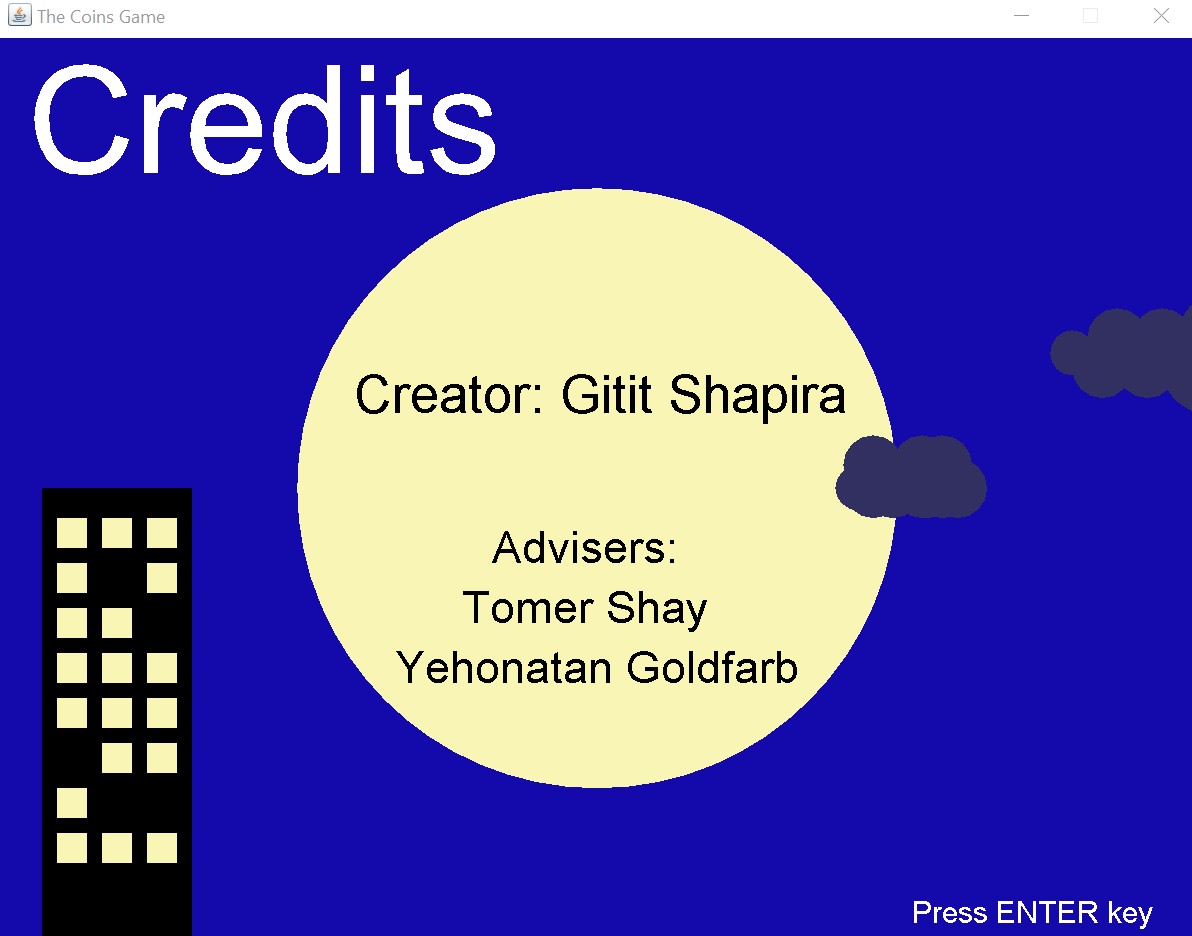 The Coins Game
Credits
Creator: Gitit Shapira
Advisers:
Tomer Shay
Yehonatan Goldfarb
Press ENTER key